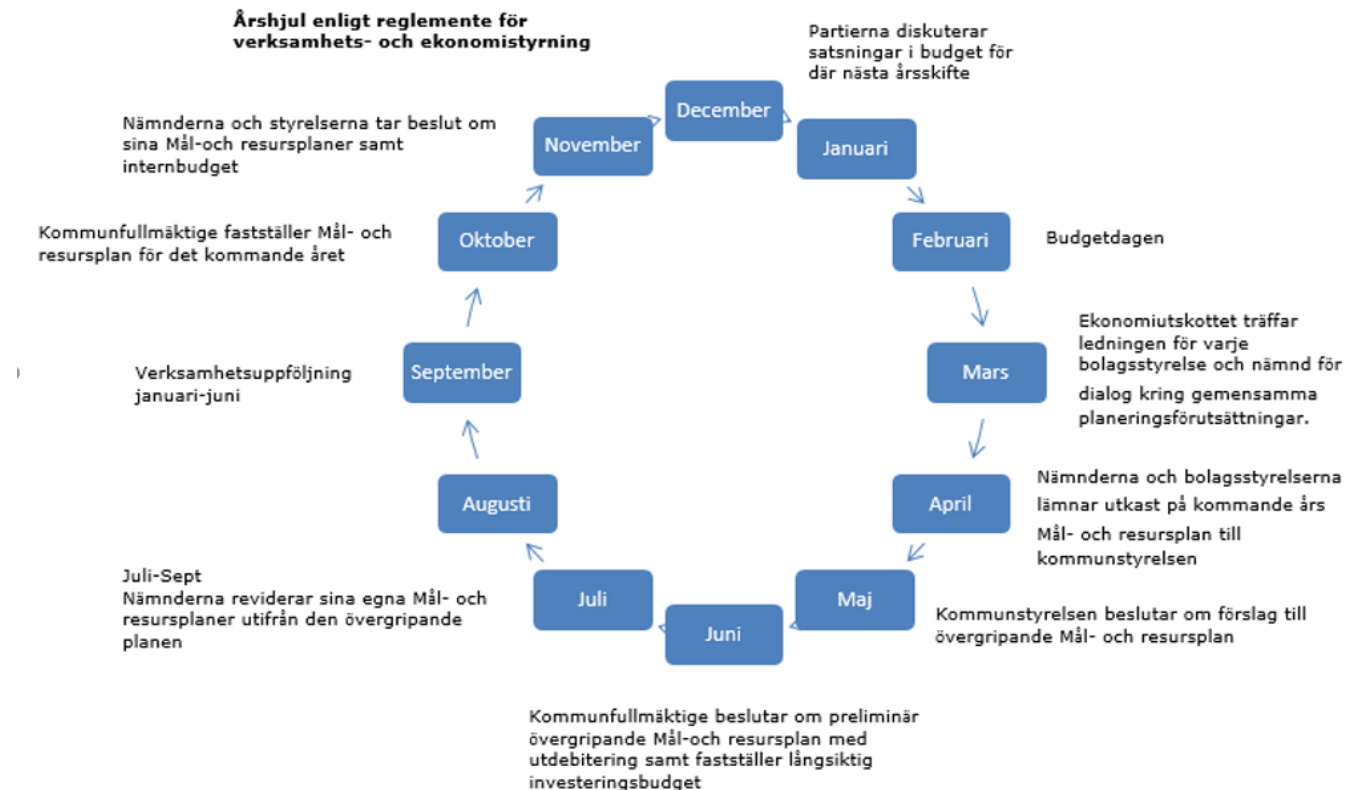 Årshjul enligt reglemente för
verksamhets- och ekonomistyrning
Partierna diskuterar
satsningar i budget för
där nästa årsskifte
December
Januari
Februari
Budgetdagen
Mars
Ekonomiutskottet träffar
ledningen för varje
bolagsstyrelse och nämnd för
dialog kring gemensamma
planeringsförutsättningar.
April
Nämnderna och bolagsstyrelserna
lämnar utkast på kommande års
Mål- och resursplan till
kommunstyrelsen
Maj
Kommunstyrelsen beslutar om förslag till
övergripande Mål- och resursplan
Juni
Kommunfullmäktige beslutar om preliminär
övergripande Mål-och resursplan med
utdebitering samt fastställer långsiktig
investeringsbudget
Juli
Juli-Sept
Nämnderna reviderar sina egna Mål- och
resursplaner utifrån den övergripande
planen
Augusti
September
Verksamhetsuppföljning
januari-juni
Oktober
Kommunfullmäktige fastställer Mål- och
resursplan för det kommande året
November
Nämnderna och styrelserna tar beslut om
sina Mål-och resursplaner samt
internbudget